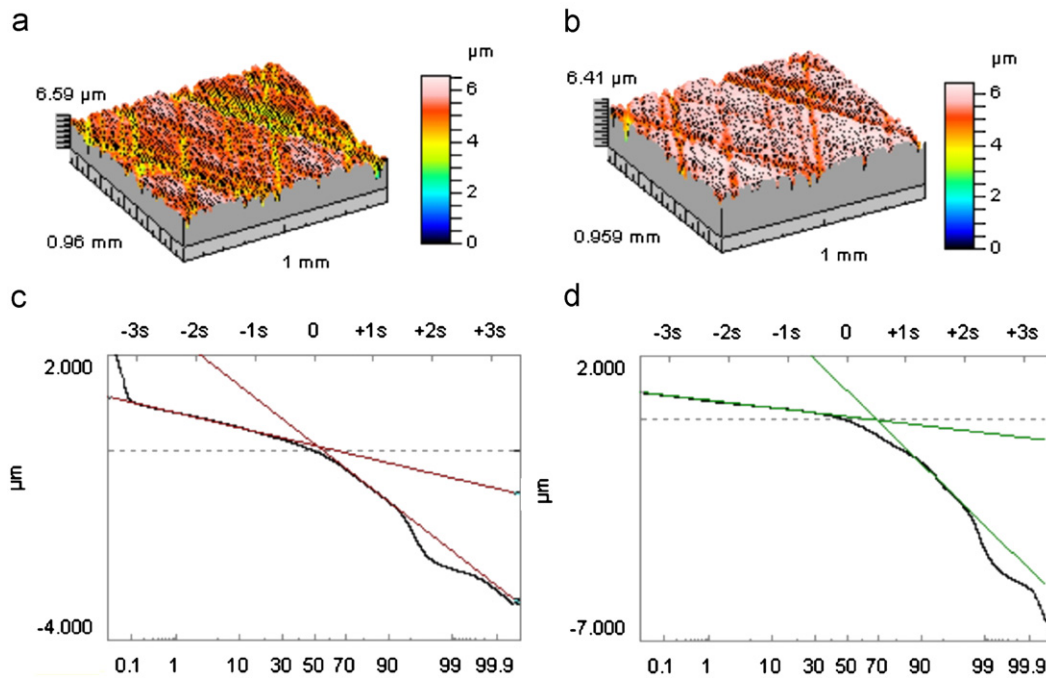 a
µm
6.59 µm
6
4
2
0
0.96 mm
1 mm
b
µm
6.41 µm
6
4
2
0
0.959 mm
1 mm
c
-3s -2s -1s 0 +1s +2s +3s
2.000
µm
-4.000
0.1 1 10 30 50 70 90 99 99.9
d
-3s -2s -1s 0 +1s +2s +3s
2.000
µm
-7.000
0.1 1 10 30 50 70 90 99 99.9